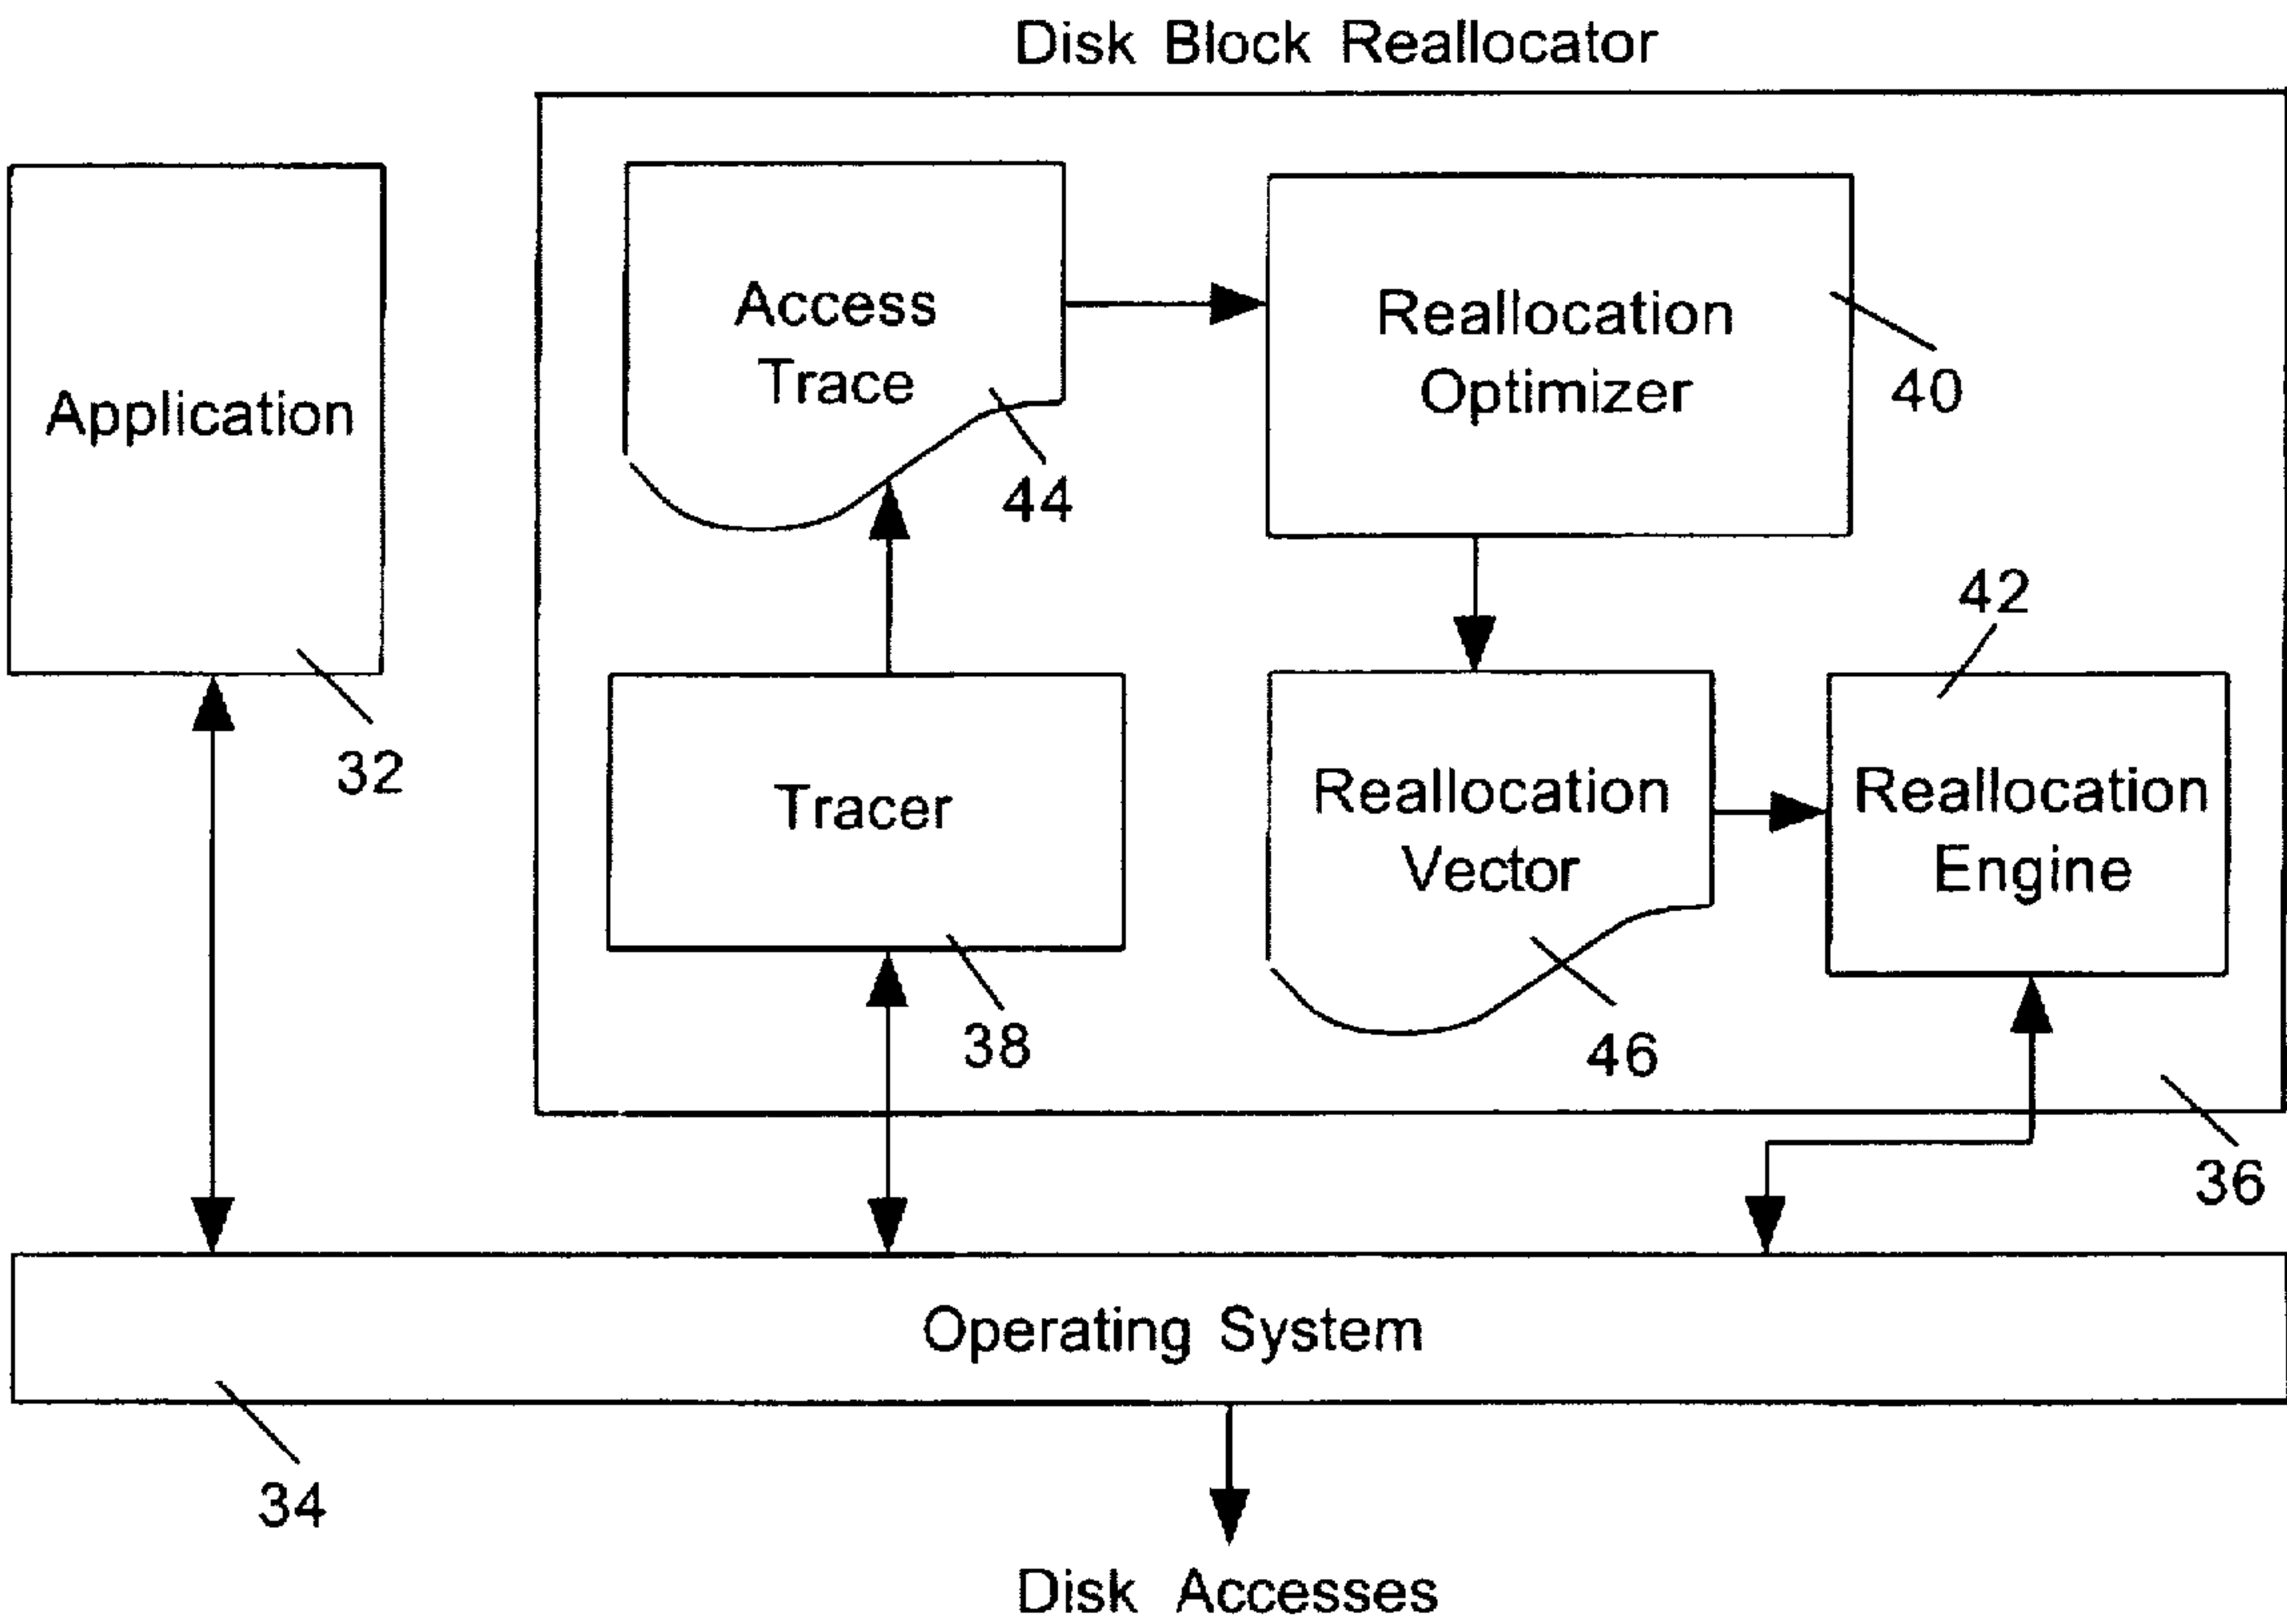 Disk Block Reallocator
Application
32
Access
Trace
44
Reallocation
Optimizer
40
Tracer
38
Reallocation
Vector
46
42
Reallocation
Engine
36
Operating System
34
Disk Accesses